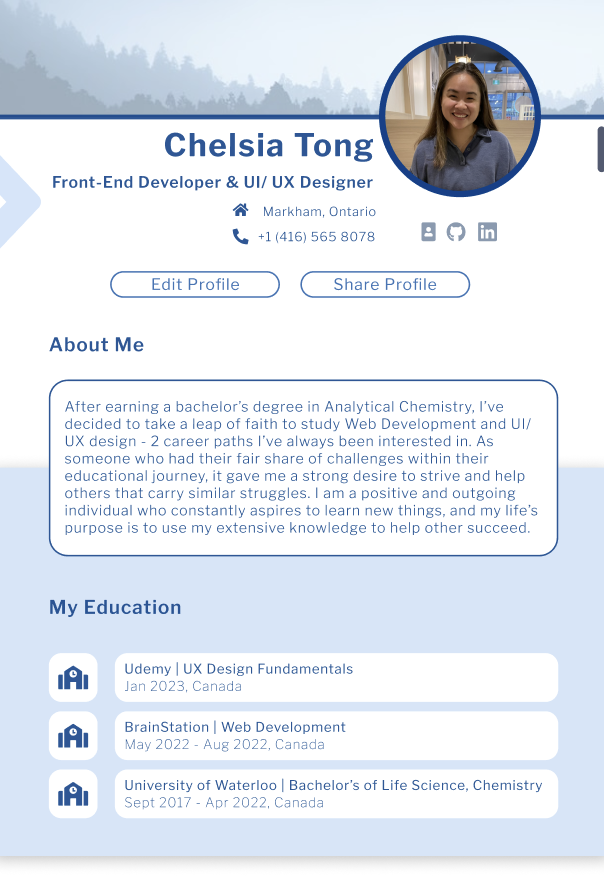 Chelsia Tong
Front-End Developer & UI/ UX Designer
Markham, Ontario
+1 (416) 565 8078
Edit Profile
Share Profile
About Me
After earning a bachelor's degree in Analytical Chemistry, I've
decided to take a leap of faith to study Web Development and UI/
UX design - 2 career paths I've always been interested in. As
someone who had their fair share of challenges within their
educational journey, it gave me a strong desire to strive and help
others that carry similar struggles. I am a positive and outgoing
individual who constantly aspires to learn new things, and my life's
purpose is to use my extensive knowledge to help other succeed.
My Education
Udemy | UX Design Fundamentals
Jan 2023, Canada
BrainStation | Web Development
May 2022 - Aug 2022, Canada
University of Waterloo | Bachelor's of Life Science, Chemistry
Sept 2017 - Apr 2022, Canada